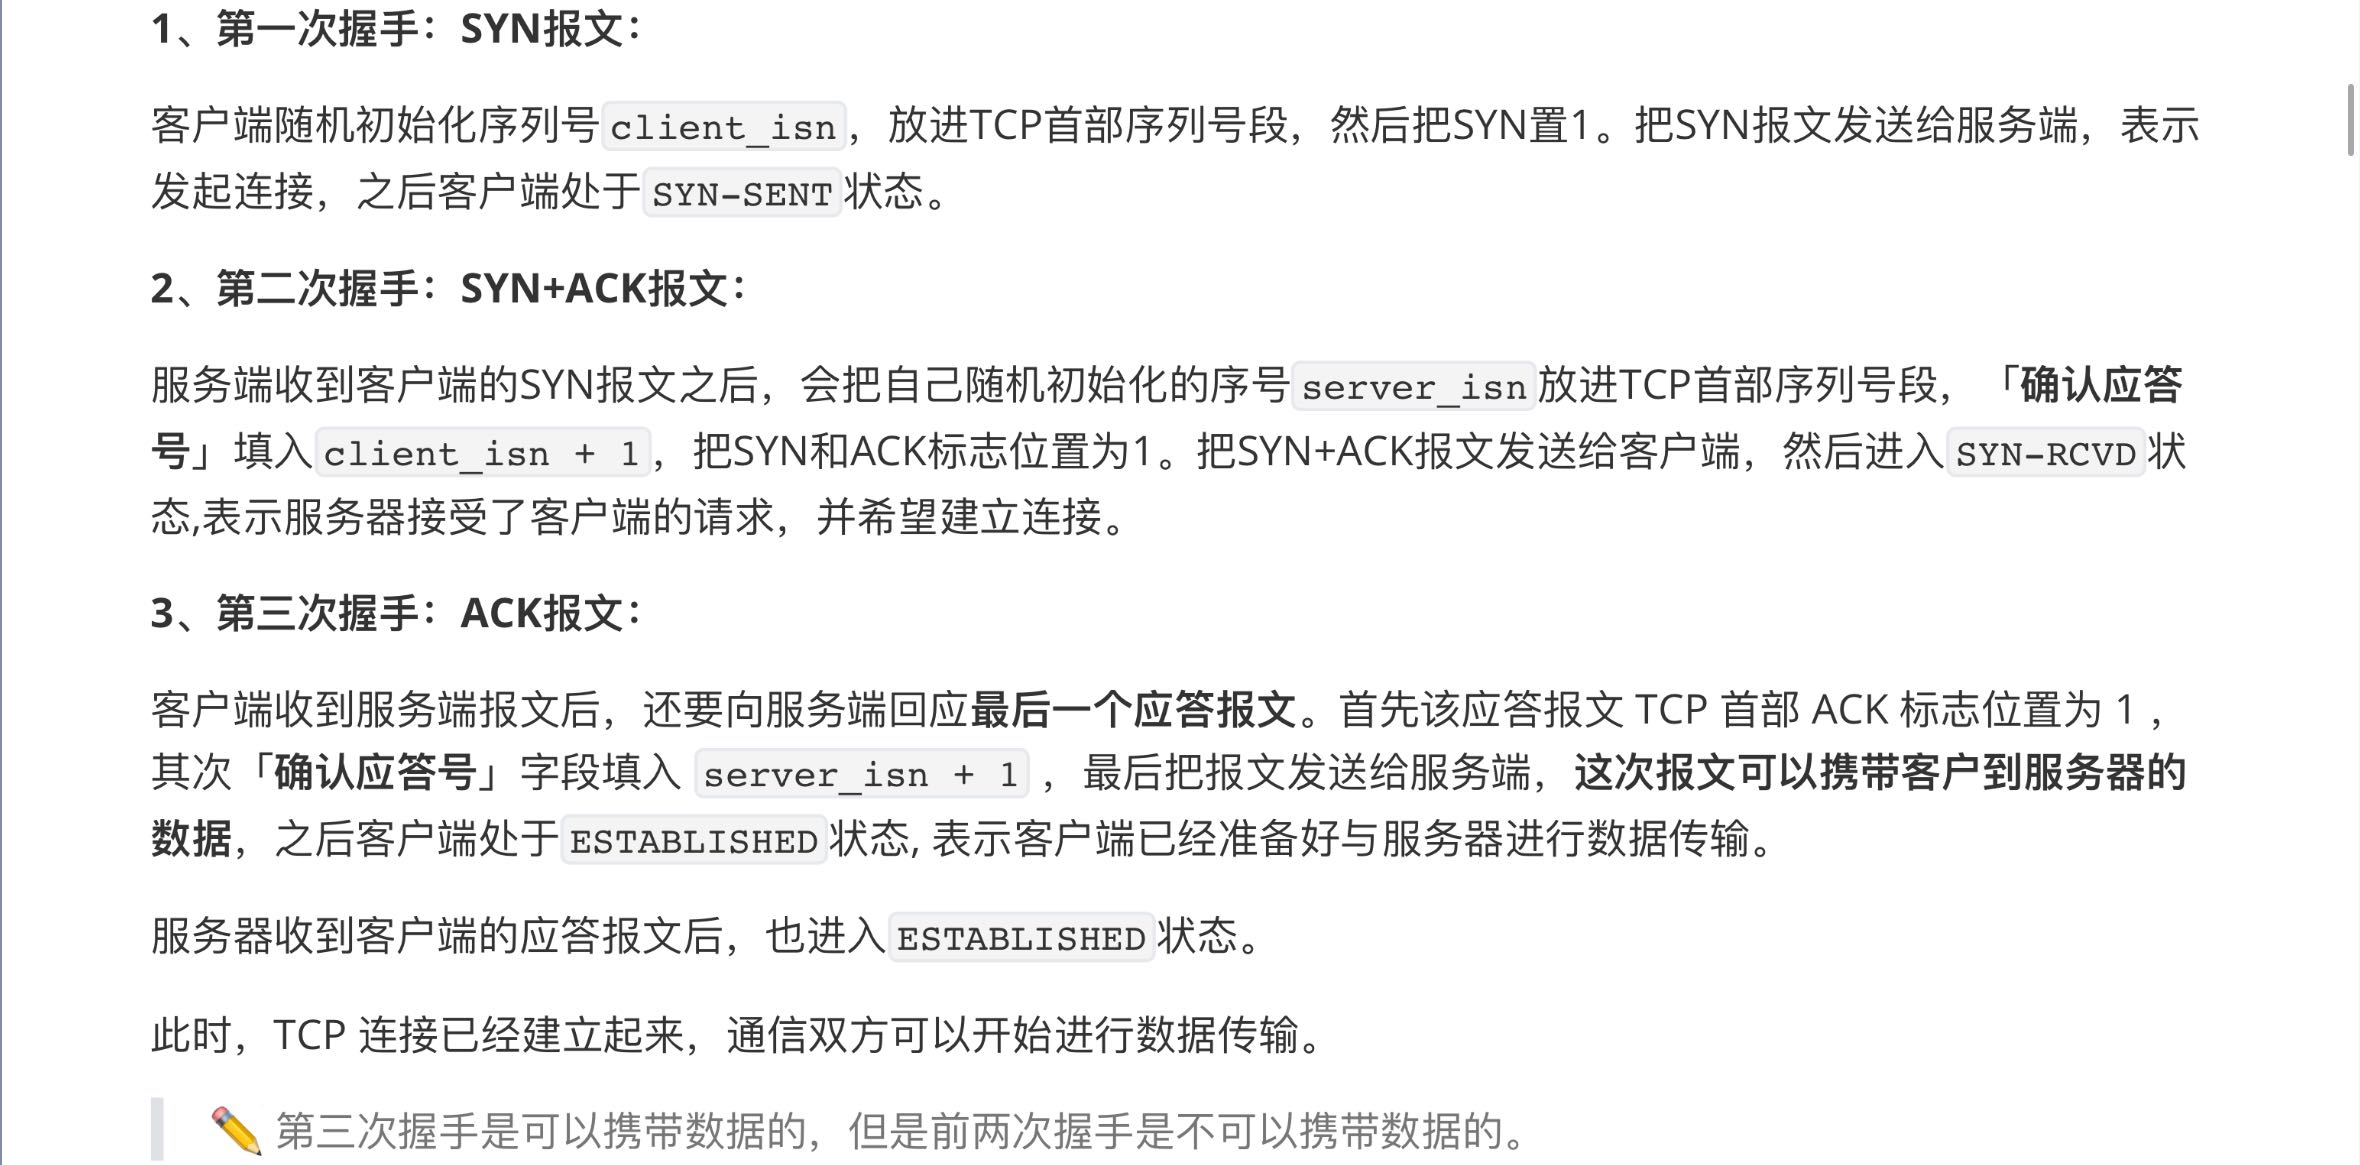 1、第一次握手：SYN报文：
客户端随机初始化序列号client_isn，放进TCP首部序列号段，然后把SYN置1。把SYN报文发送给服务端，表示
发起连接，之后客户端处于SYN-SENT状态。
2、第二次握手：SYN+ACK报文：
服务端收到客户端的SYN报文之后，会把自己随机初始化的序号server_isn放进TCP首部序列号段，「确认应答
号」填入client_isn + 1，把SYN和ACK标志位置为1。把SYN+ACK报文发送给客户端，然后进入SYN-RCVD状
态,表示服务器接受了客户端的请求，并希望建立连接。
3、第三次握手：ACK报文：
客户端收到服务端报文后，还要向服务端回应最后一个应答报文。首先该应答报文 TCP 首部 ACK 标志位置为 1 ，
其次「确认应答号」字段填入 server_isn + 1 ，最后把报文发送给服务端，这次报文可以携带客户到服务器的
数据，之后客户端处于ESTABLISHED状态, 表示客户端已经准备好与服务器进行数据传输。
服务器收到客户端的应答报文后，也进入ESTABLISHED状态。
此时，TCP 连接已经建立起来，通信双方可以开始进行数据传输。
✏️ 第三次握手是可以携带数据的，但是前两次握手是不可以携带数据的。